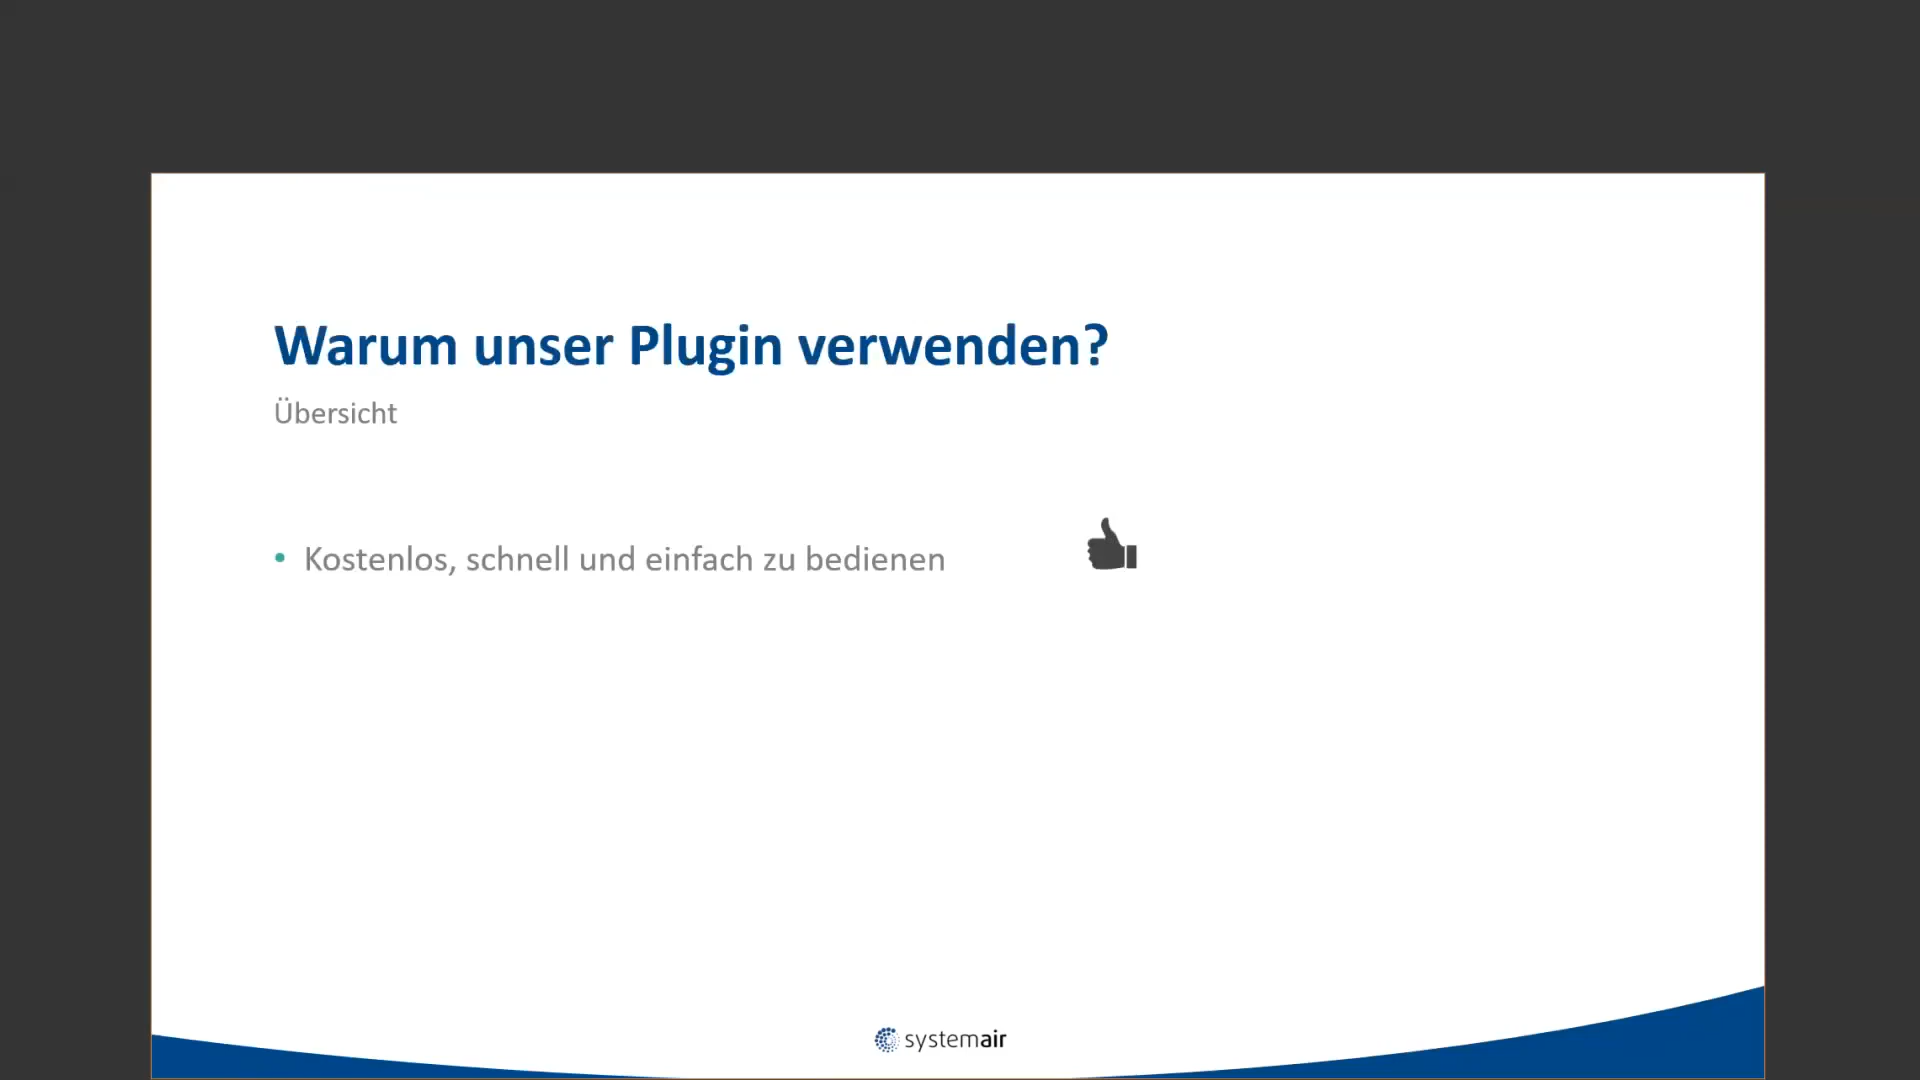 Warum unser Plugin verwenden?
Übersicht
• Kostenlos, schnell und einfach zu bedienen
systemair